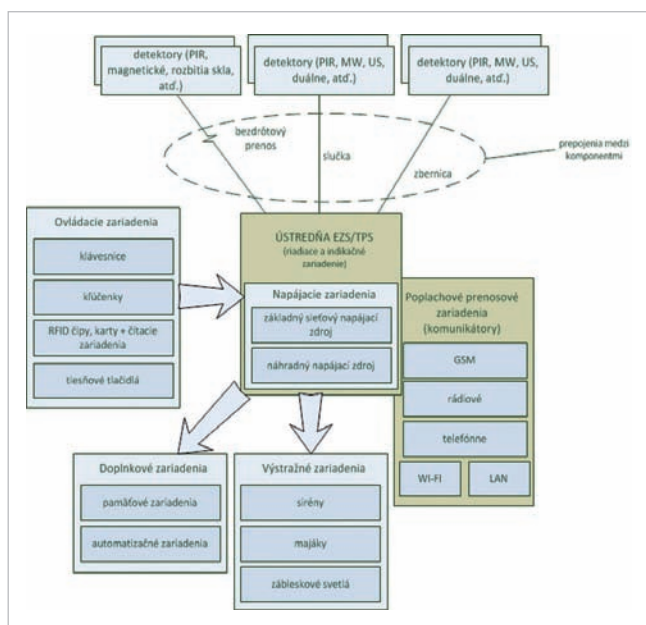 detektory (PIR,
magnetické, rozbitia skla,
atď.)
detektory (PIR, MW, US,
duálne, atď.)
detektory (PIR, MW, US,
duálne, atď.)
bezdrôtový
prenos
slučka
zbernica
prepojenia medzi
komponentmi
Ovládacie zariadenia
klávesnice
kľúčenky
RFID čipy, karty + čítacie
zariadenia
tiesňové tlačidlá
ÚSTREDŇA EZS/TPS
(riadiace a indikačné
zariadenie)
Napájacie zariadenia
základný sieťový napájací
zdroj
náhradný napájací zdroj
Poplachové prenosové
zariadenia
(komunikátory)
GSM
rádiové
telefónne
WI-FI
LAN
Doplnkové zariadenia
pamäťové zariadenia
automatizačné zariadenia
Výstražné zariadenia
sirény
majáky
zábleskové svetlá